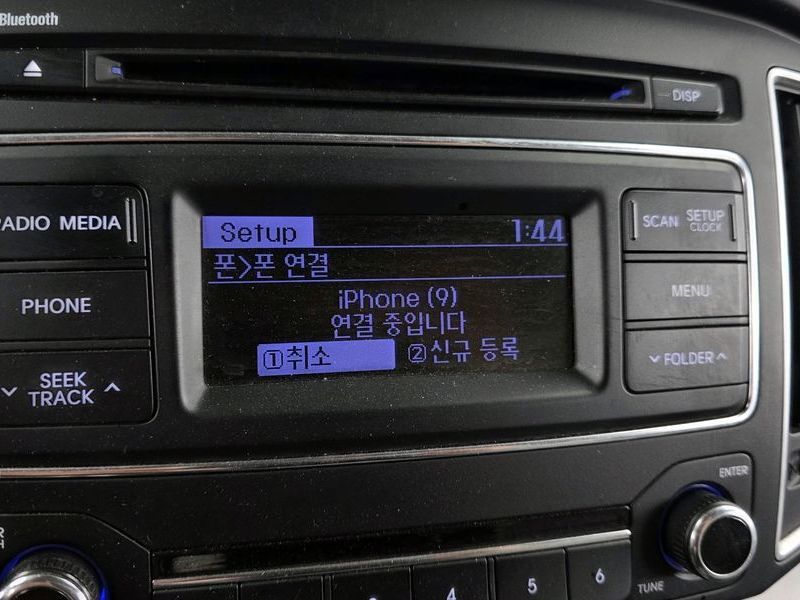 Bluetooth
DISP
RADIO MEDIA
SCAN SETUP
CLOCK
Setup 1:44
폰>폰 연결
iPhone (9)
연결 중입니다
①취소 ②신규 등록
PHONE
MENU
SEEK
TRACK
FOLDER
ENTER
TUNE
4 5 6